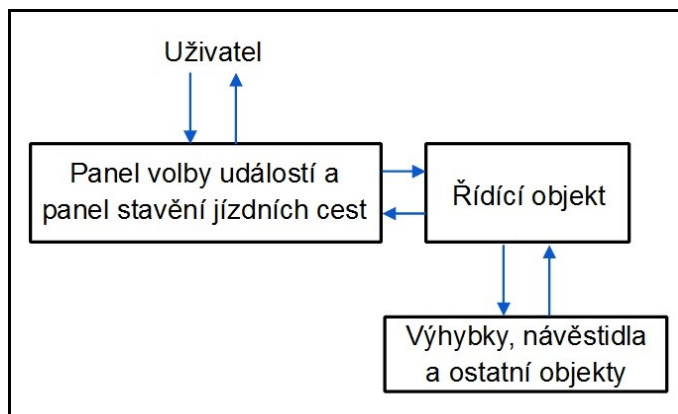 Uživatel
Panel volby událostí a
panel stavění jízdních cest
Řídící objekt
Výhybky, návěstidla
a ostatní objekty